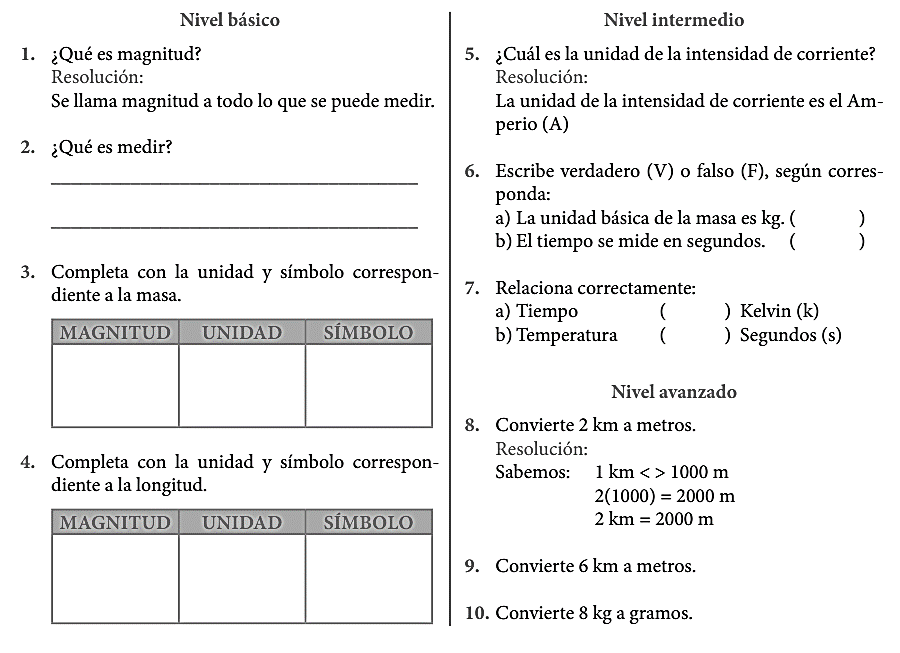 Nivel básico
1. ¿Qué es magnitud?
Resolución:
Se llama magnitud a todo lo que se puede medir.
2. ¿Qué es medir?
3. Completa con la unidad y símbolo correspon-
diente a la masa.
MAGNITUD UNIDAD SÍMBOLO
4. Completa con la unidad y símbolo correspon-
diente a la longitud.
MAGNITUD UNIDAD SÍMBOLO
Nivel intermedio
5. ¿Cuál es la unidad de la intensidad de corriente?
Resolución:
La unidad de la intensidad de corriente es el Am-
perio (A)
6. Escribe verdadero (V) o falso (F), según corres-
ponda:
a) La unidad básica de la masa es kg. ( )
b) El tiempo se mide en segundos. ( )
7. Relaciona correctamente:
a) Tiempo ( ) Kelvin (k)
b) Temperatura ( ) Segundos (s)
Nivel avanzado
8. Convierte 2 km a metros.
Resolución:
Sabemos: 1 km < > 1000 m
2(1000) = 2000 m
2 km = 2000 m
9. Convierte 6 km a metros.
10. Convierte 8 kg a gramos.